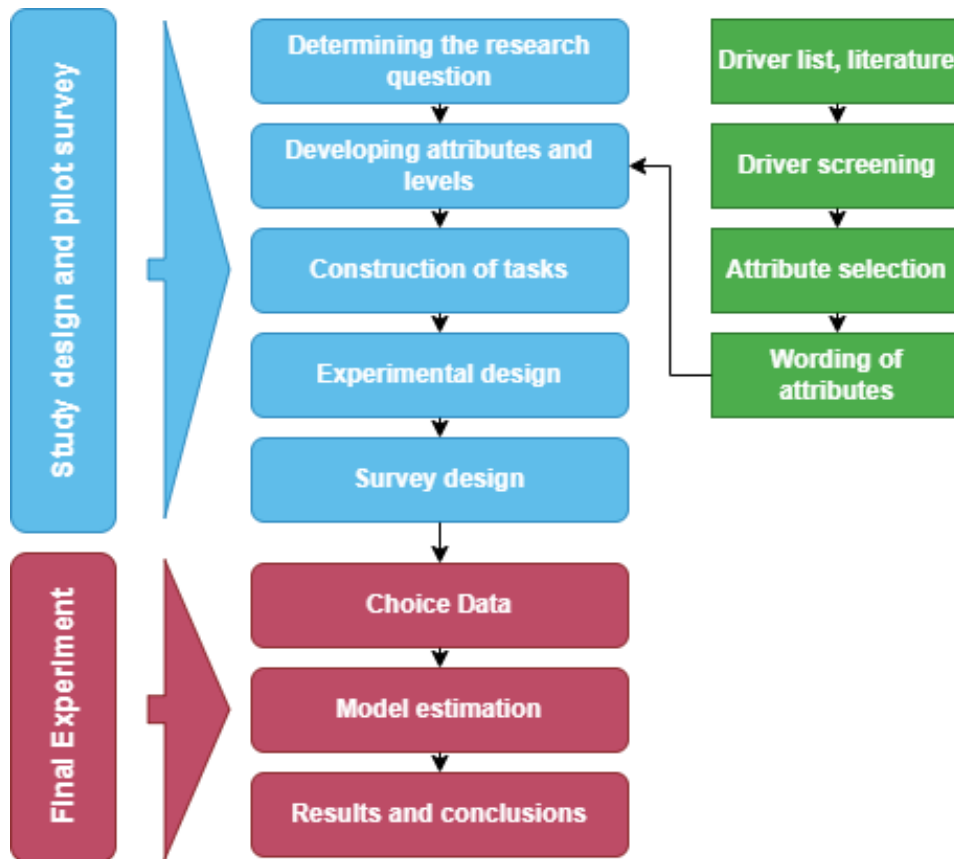 Study design and pilot survey
Determining the research
question
Developing attributes and
levels
Construction of tasks
Experimental design
Survey design
Driver list, literature
Driver screening
Attribute selection
Wording of
attributes
Final Experiment
Choice Data
Model estimation
Results and conclusions